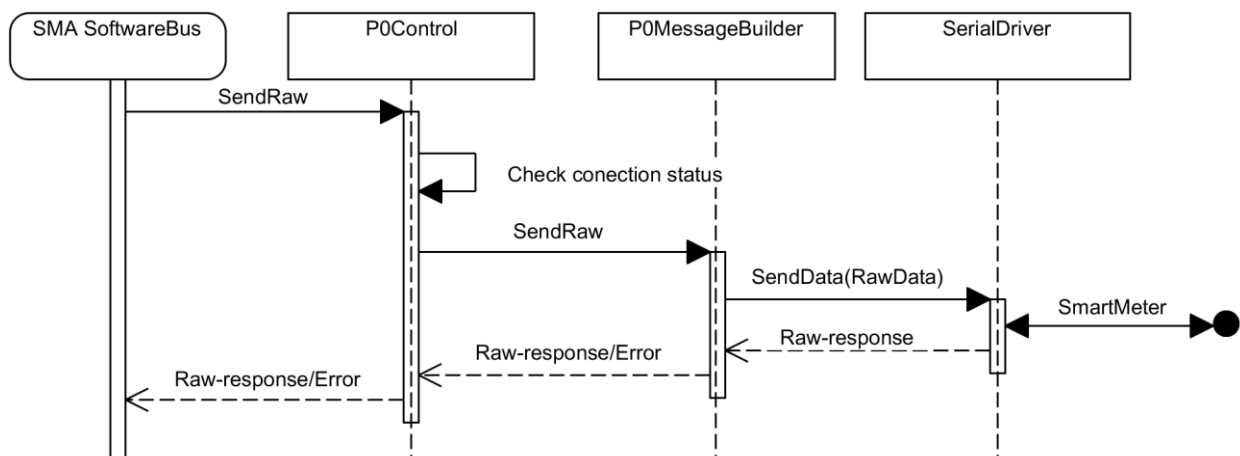 SMA SoftwareBus
P0Control
P0MessageBuilder
SerialDriver
SendRaw
Check conection status
SendRaw
SendData(RawData)
SmartMeter
Raw-response
Raw-response/Error
Raw-response/Error